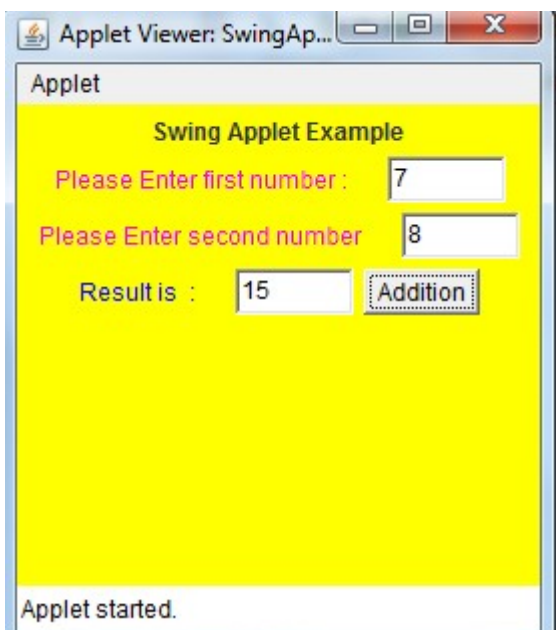 Applet Viewer: SwingAp...
Applet
Swing Applet Example
Please Enter first number : 7
Please Enter second number 8
Result is : 15 Addition
Applet started.